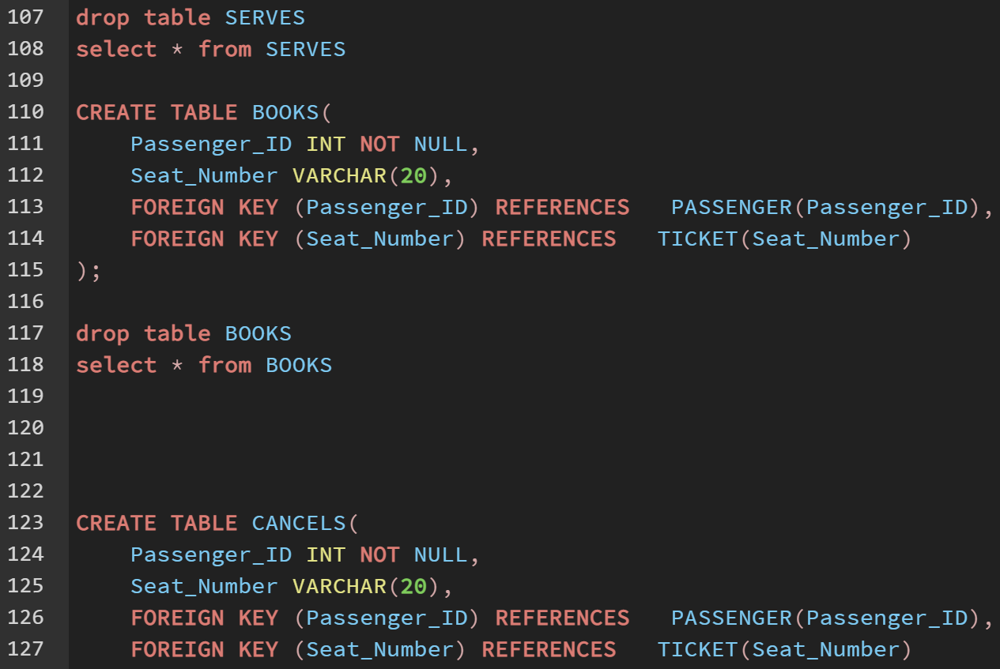 107 drop table SERVES
108 select * from SERVES
109
110 CREATE TABLE BOOKS(
111     Passenger_ID INT NOT NULL,
112     Seat_Number VARCHAR(20),
113     FOREIGN KEY (Passenger_ID) REFERENCES   PASSENGER(Passenger_ID),
114     FOREIGN KEY (Seat_Number) REFERENCES   TICKET(Seat_Number)
115 );
116
117 drop table BOOKS
118 select * from BOOKS
119
120
121
122
123 CREATE TABLE CANCELS(
124     Passenger_ID INT NOT NULL,
125     Seat_Number VARCHAR(20),
126     FOREIGN KEY (Passenger_ID) REFERENCES   PASSENGER(Passenger_ID),
127     FOREIGN KEY (Seat_Number) REFERENCES   TICKET(Seat_Number)